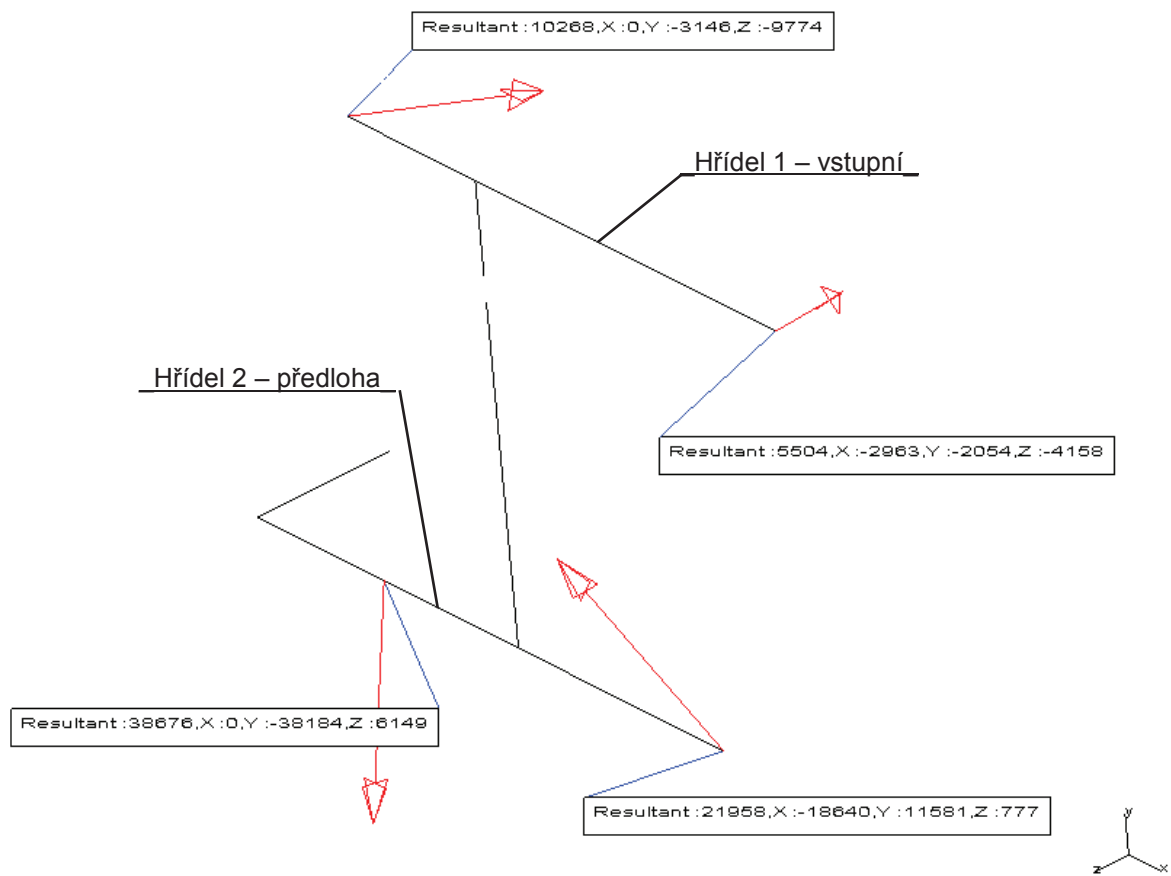 Resultant :10268,X :0,Y :-3146,Z :-9774
Hřídel 1 – vstupní
Hřídel 2 – předloha
Resultant :5504,X :-2963,Y :-2054,Z :-4158
Resultant :38676,X :0,Y :-38184,Z :6149
Resultant :21958,X :-18640,Y :11581,Z :777
y
z
x